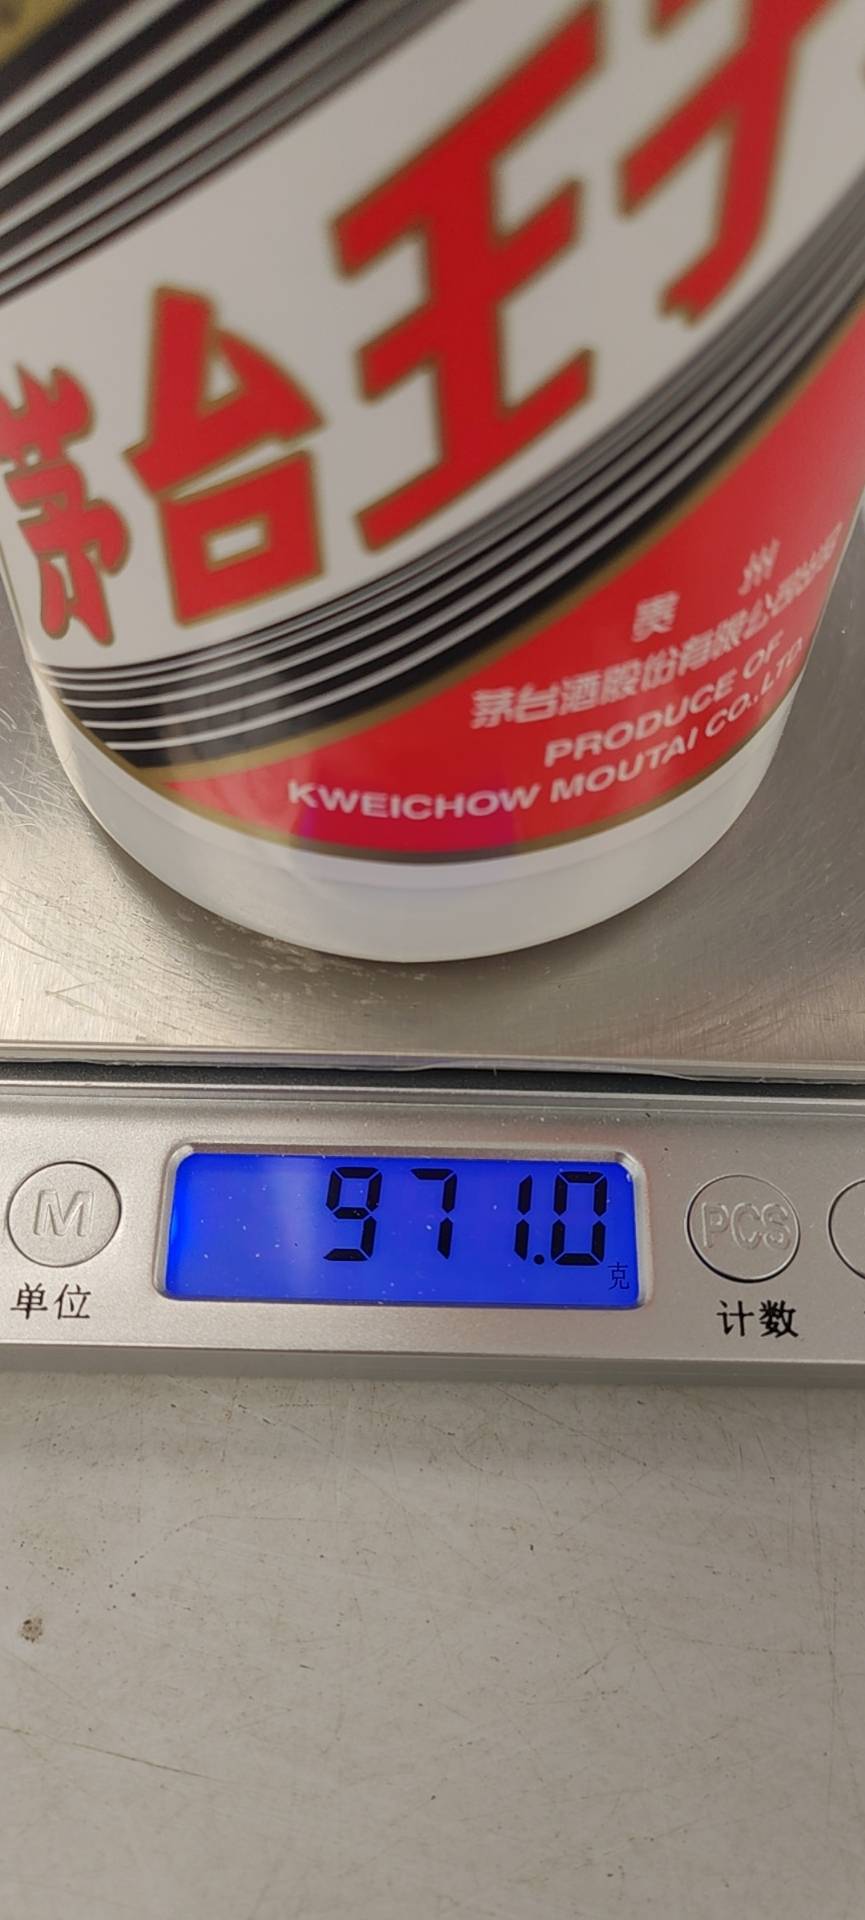 茅台王子
贵州
茅台酒股份有限公司出品
PRODUCE OF
KWEICHOW MOUTAI CO.,LTD.
971.0
克
M
PCS
单位
计数